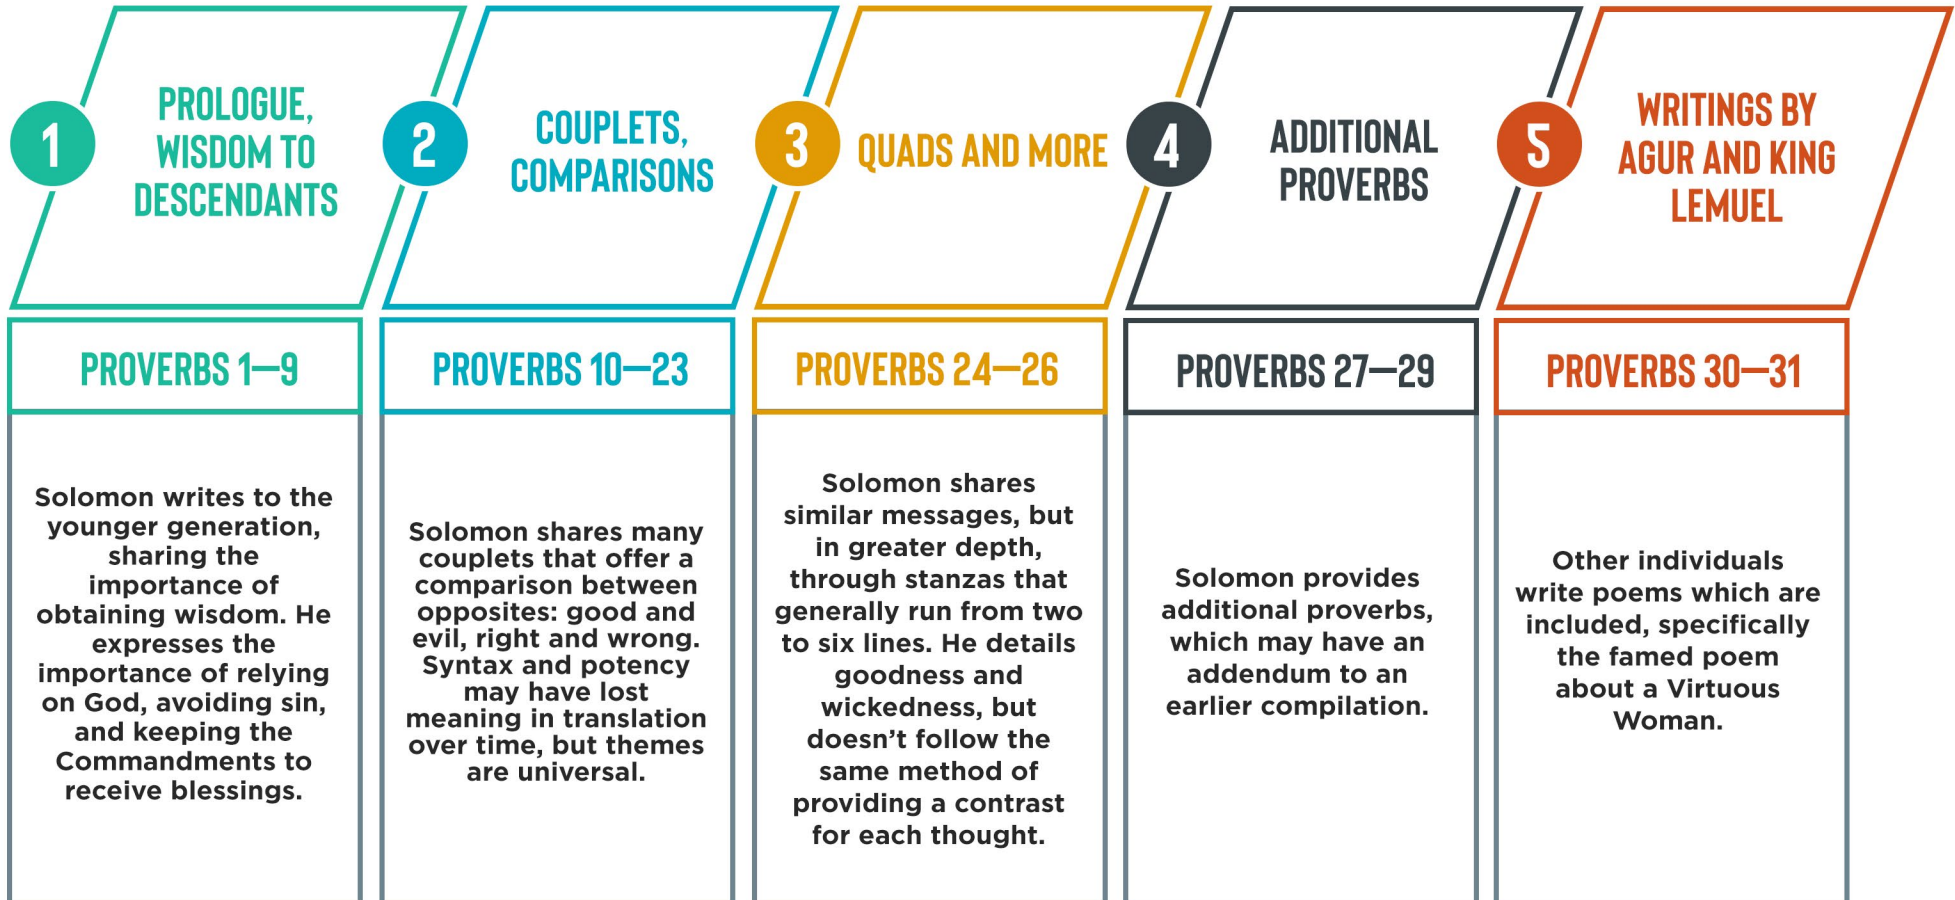 1
PROLOGUE,
WISDOM TO
DESCENDANTS
2
COUPLETS,
COMPARISONS
3
QUADS AND MORE
4
ADDITIONAL
PROVERBS
5
WRITINGS BY
AGUR AND KING
LEMUEL
PROVERBS 1—9
PROVERBS 10—23
PROVERBS 24—26
PROVERBS 27—29
PROVERBS 30—31
Solomon writes to the
younger generation,
sharing the
importance of
obtaining wisdom. He
expresses the
importance of relying
on God, avoiding sin,
and keeping the
Commandments to
receive blessings.
Solomon shares many
couplets that offer a
comparison between
opposites: good and
evil, right and wrong.
Syntax and potency
may have lost
meaning in translation
over time, but themes
are universal.
Solomon shares
similar messages, but
in greater depth,
through stanzas that
generally run from two
to six lines. He details
goodness and
wickedness, but
doesn’t follow the
same method of
providing a contrast
for each thought.
Solomon provides
additional proverbs,
which may have an
addendum to an
earlier compilation.
Other individuals
write poems which are
included, specifically
the famed poem
about a Virtuous
Woman.